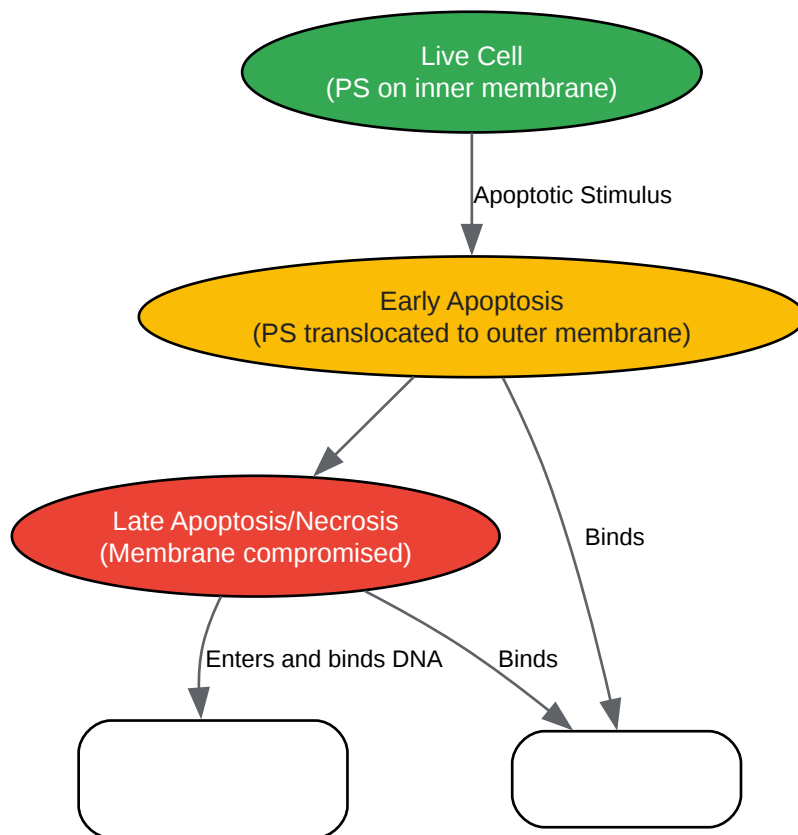 Live Cell
(PS on inner membrane)
Apoptotic Stimulus
Early Apoptosis
(PS translocated to outer membrane)
Late Apoptosis/Necrosis
(Membrane compromised)
Binds
Enters and binds DNA
Binds